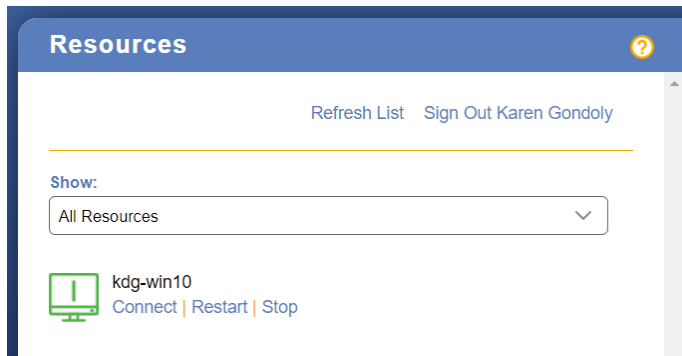 Resources
?
Refresh List Sign Out Karen Gondoly
Show:
All Resources
kdg-win10
Connect | Restart | Stop